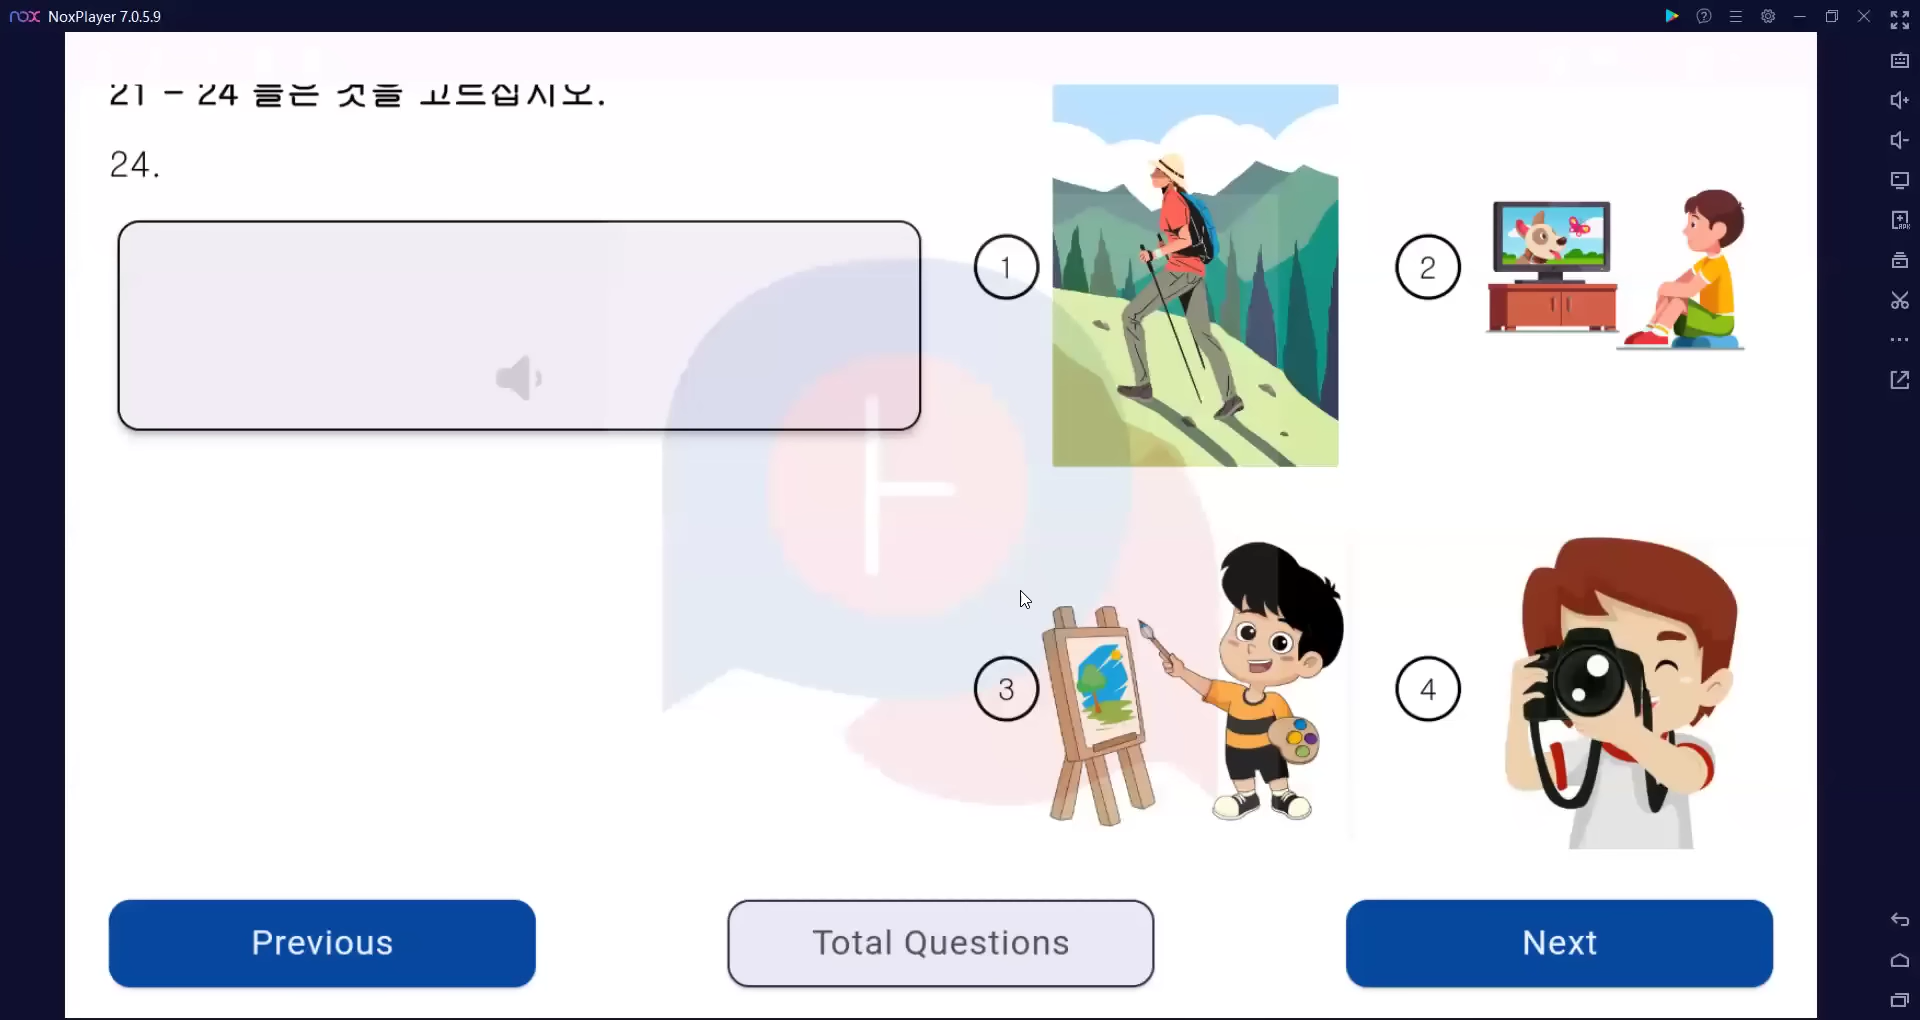 nox NoxPlayer 7.0.5.9
21 - 24 들은 것을 고르십시오.
24.
1
2
3
4
Previous
Total Questions
Next